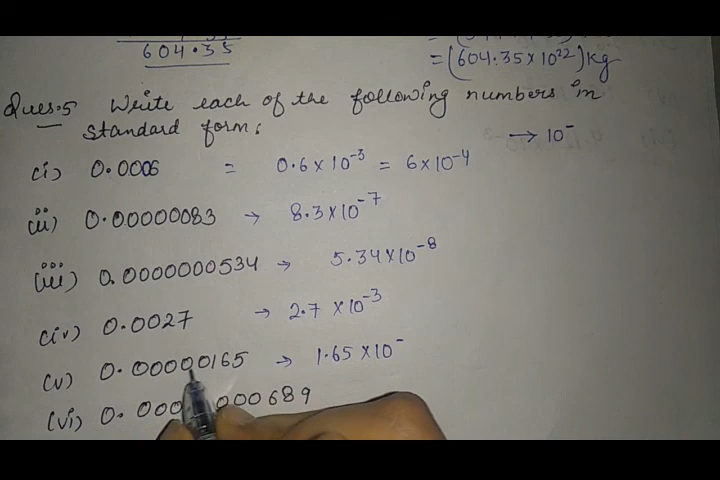 604.35
=(604.35×10²²)kg
Ques.5 Write each of the following numbers in
standard form:
→ 10⁻
(i) 0.0006 = 0.6×10⁻³ = 6×10⁻⁴
(ii) 0.00000083 → 8.3×10⁻⁷
(iii) 0.0000000534 → 5.34×10⁻⁸
(iv) 0.0027 → 2.7×10⁻³
(v) 0.00000165 → 1.65×10⁻
(vi) 0.000 000689